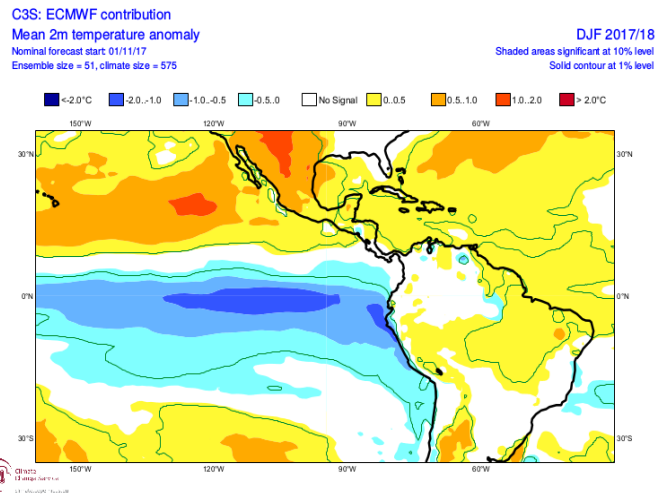 C3S: ECMWF contribution
Mean 2m temperature anomaly DJF 2017/18
Nominal forecast start: 01/11/17 Shaded areas significant at 10% level
Ensemble size = 51, climate size = 575 Solid contour at 1% level
<-2.0°C -2.0..-1.0 -1.0..-0.5 -0.5..0 No Signal 0..0.5 0.5..1.0 1.0..2.0 > 2.0°C
150°W 120°W 90°W 60°W
30°N 30°N
0°N 0°N
30°S 30°S
150°W 120°W 90°W 60°W
Climate
Change Service